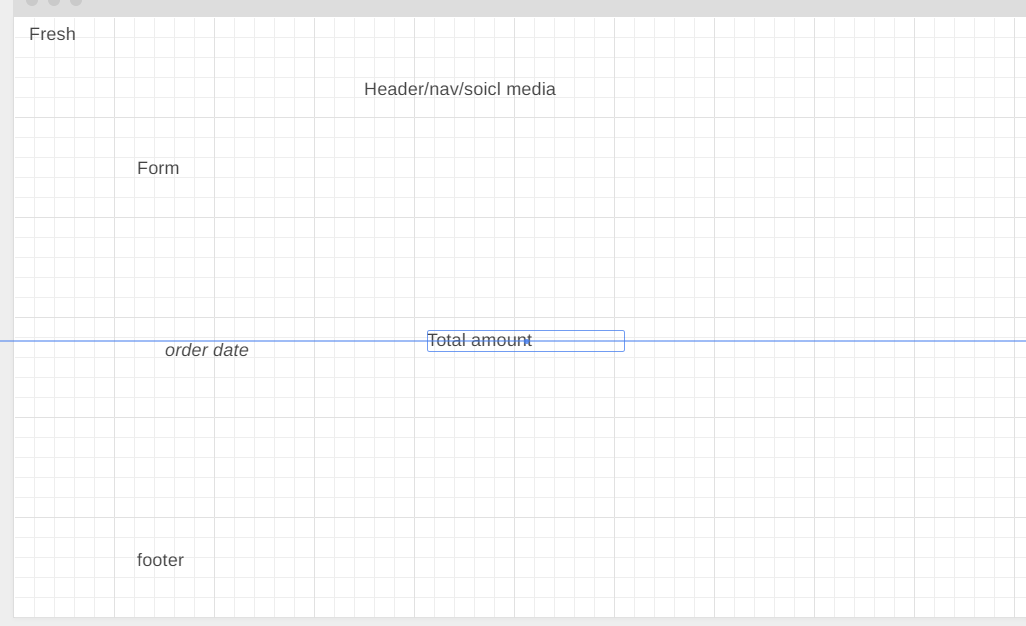 Fresh
Header/nav/soicl media
Form
Total amount
order date
footer